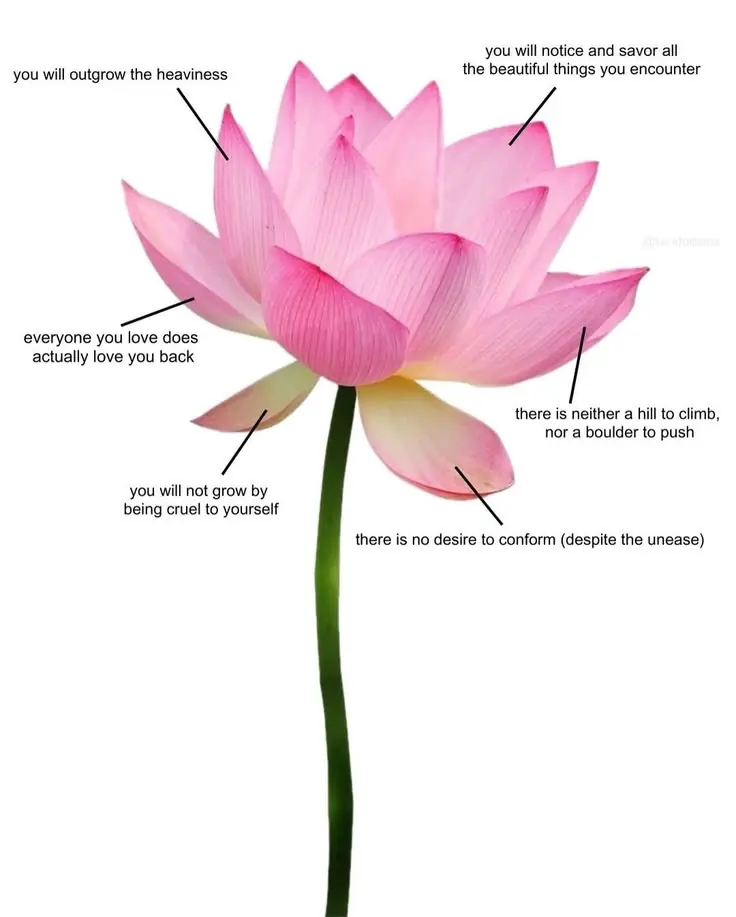 you will notice and savor all
the beautiful things you encounter
you will outgrow the heaviness
everyone you love does
actually love you back
there is neither a hill to climb,
nor a boulder to push
you will not grow by
being cruel to yourself
there is no desire to conform (despite the unease)